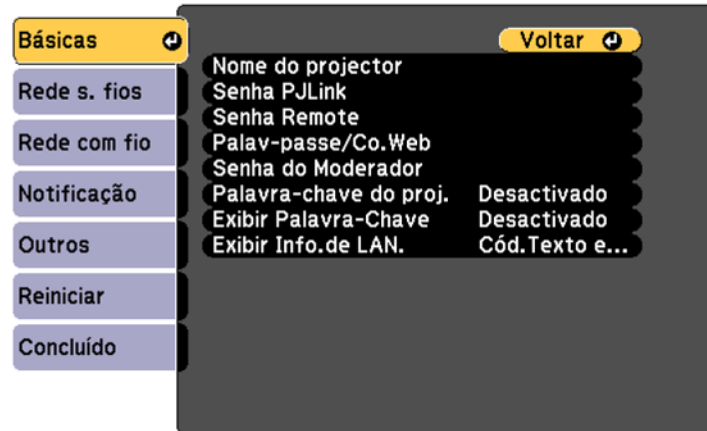 Básicas
Rede s. fios
Rede com fio
Notificação
Outros
Reiniciar
Concluído
Voltar
Nome do projector
Senha PJLink
Senha Remote
Palav-passe/Co.Web
Senha do Moderador
Palavra-chave do proj. Desactivado
Exibir Palavra-Chave Desactivado
Exibir Info.de LAN. Cód.Texto e...